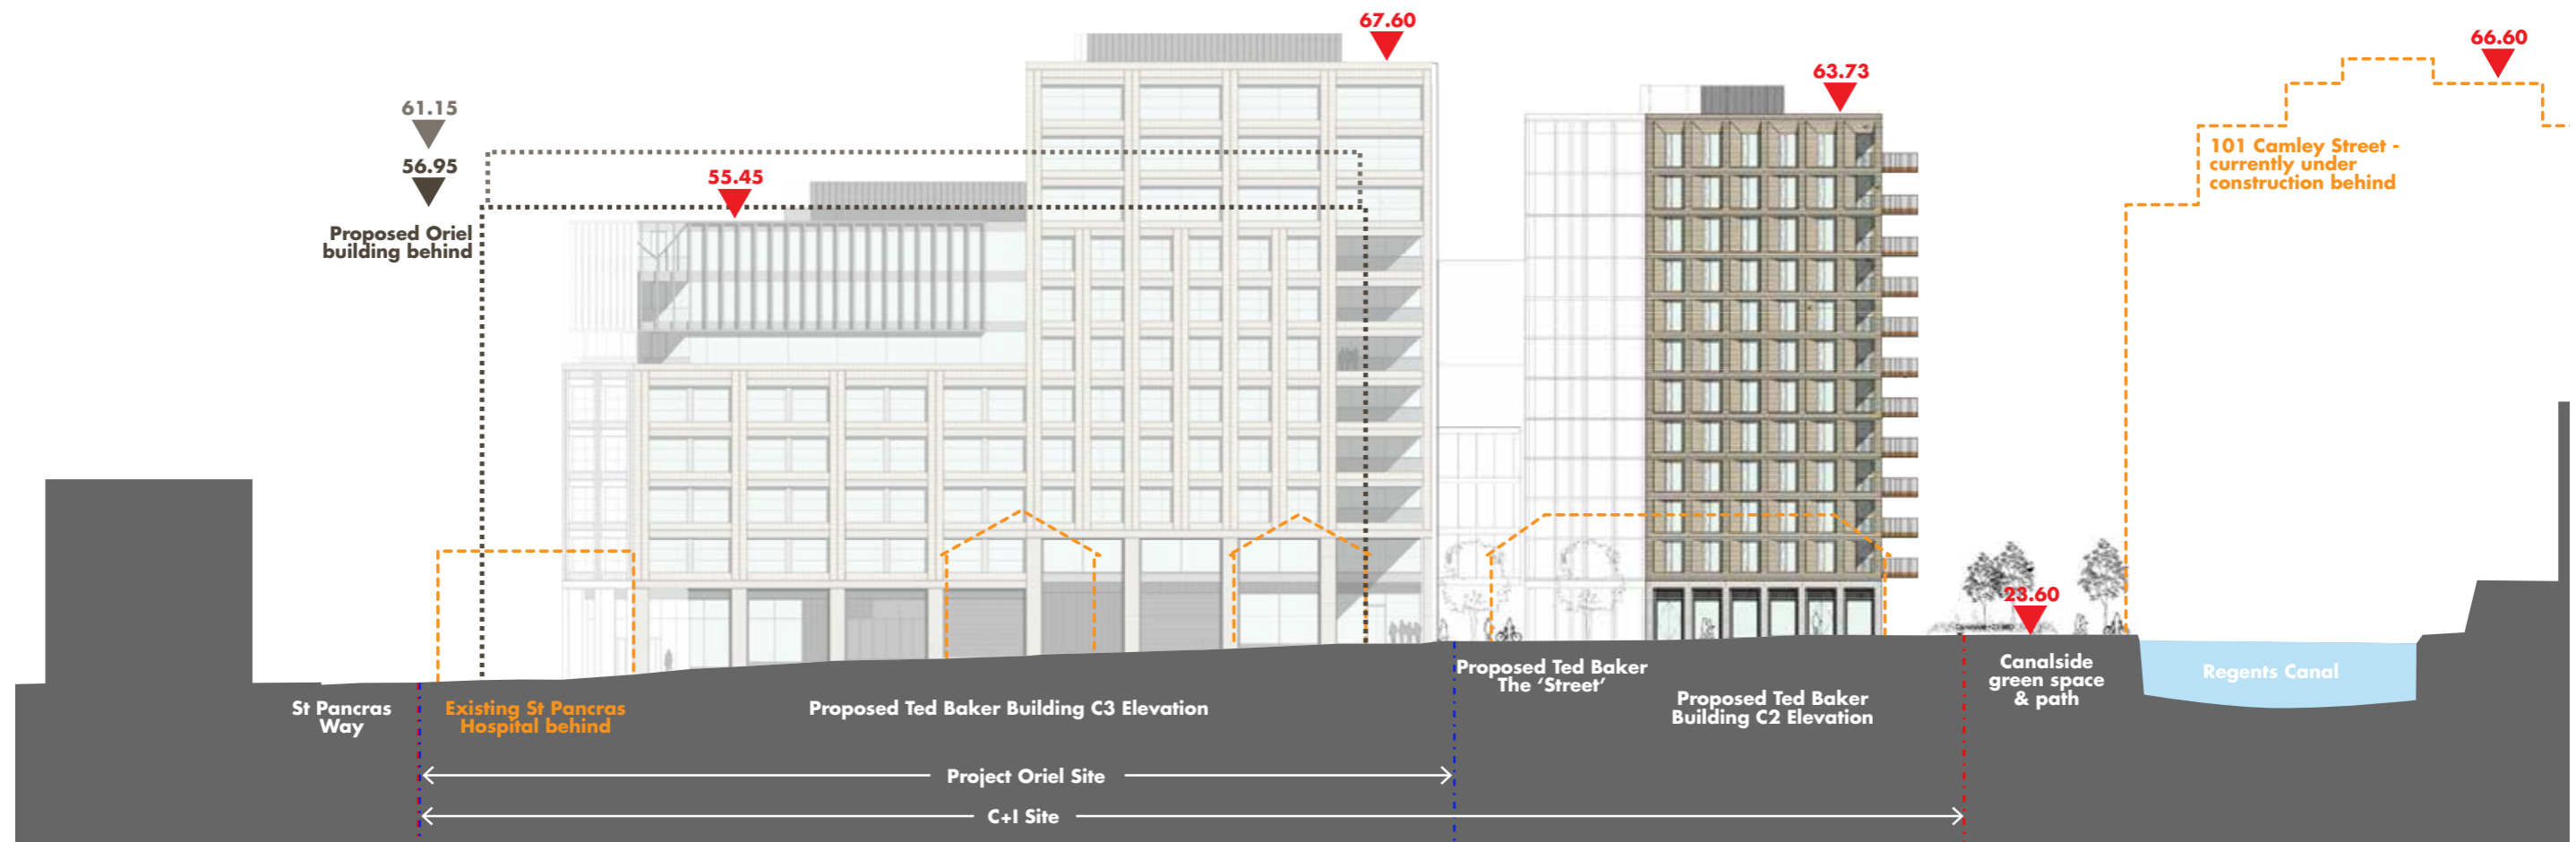 67.60
66.60
63.73
61.15
56.95
55.45
Proposed Oriel
building behind
101 Camley Street -
currently under
construction behind
23.60
St Pancras
Way
Existing St Pancras
Hospital behind
Proposed Ted Baker Building C3 Elevation
Proposed Ted Baker
The ‘Street’
Proposed Ted Baker
Building C2 Elevation
Canalside
green space
& path
Regents Canal
Project Oriel Site
C+I Site